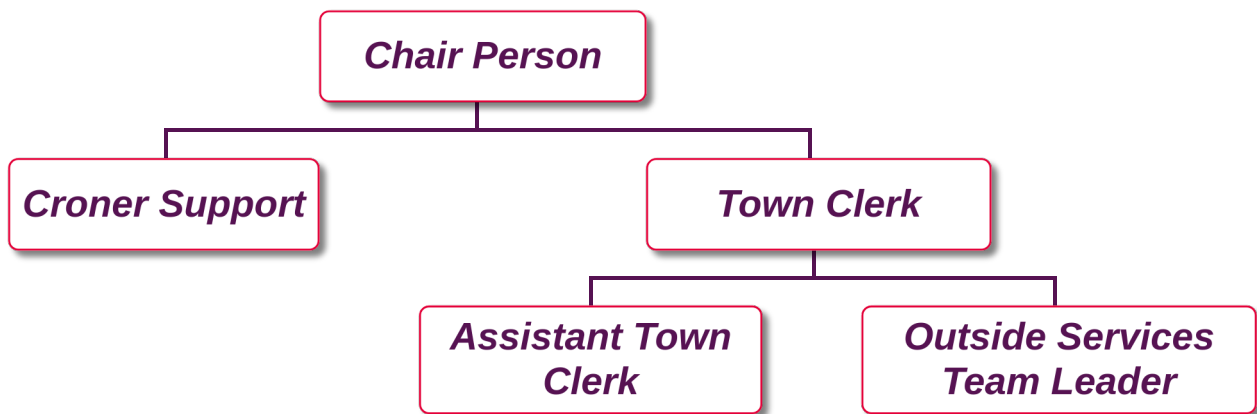 Chair Person
Croner Support
Town Clerk
Assistant Town
Clerk
Outside Services
Team Leader